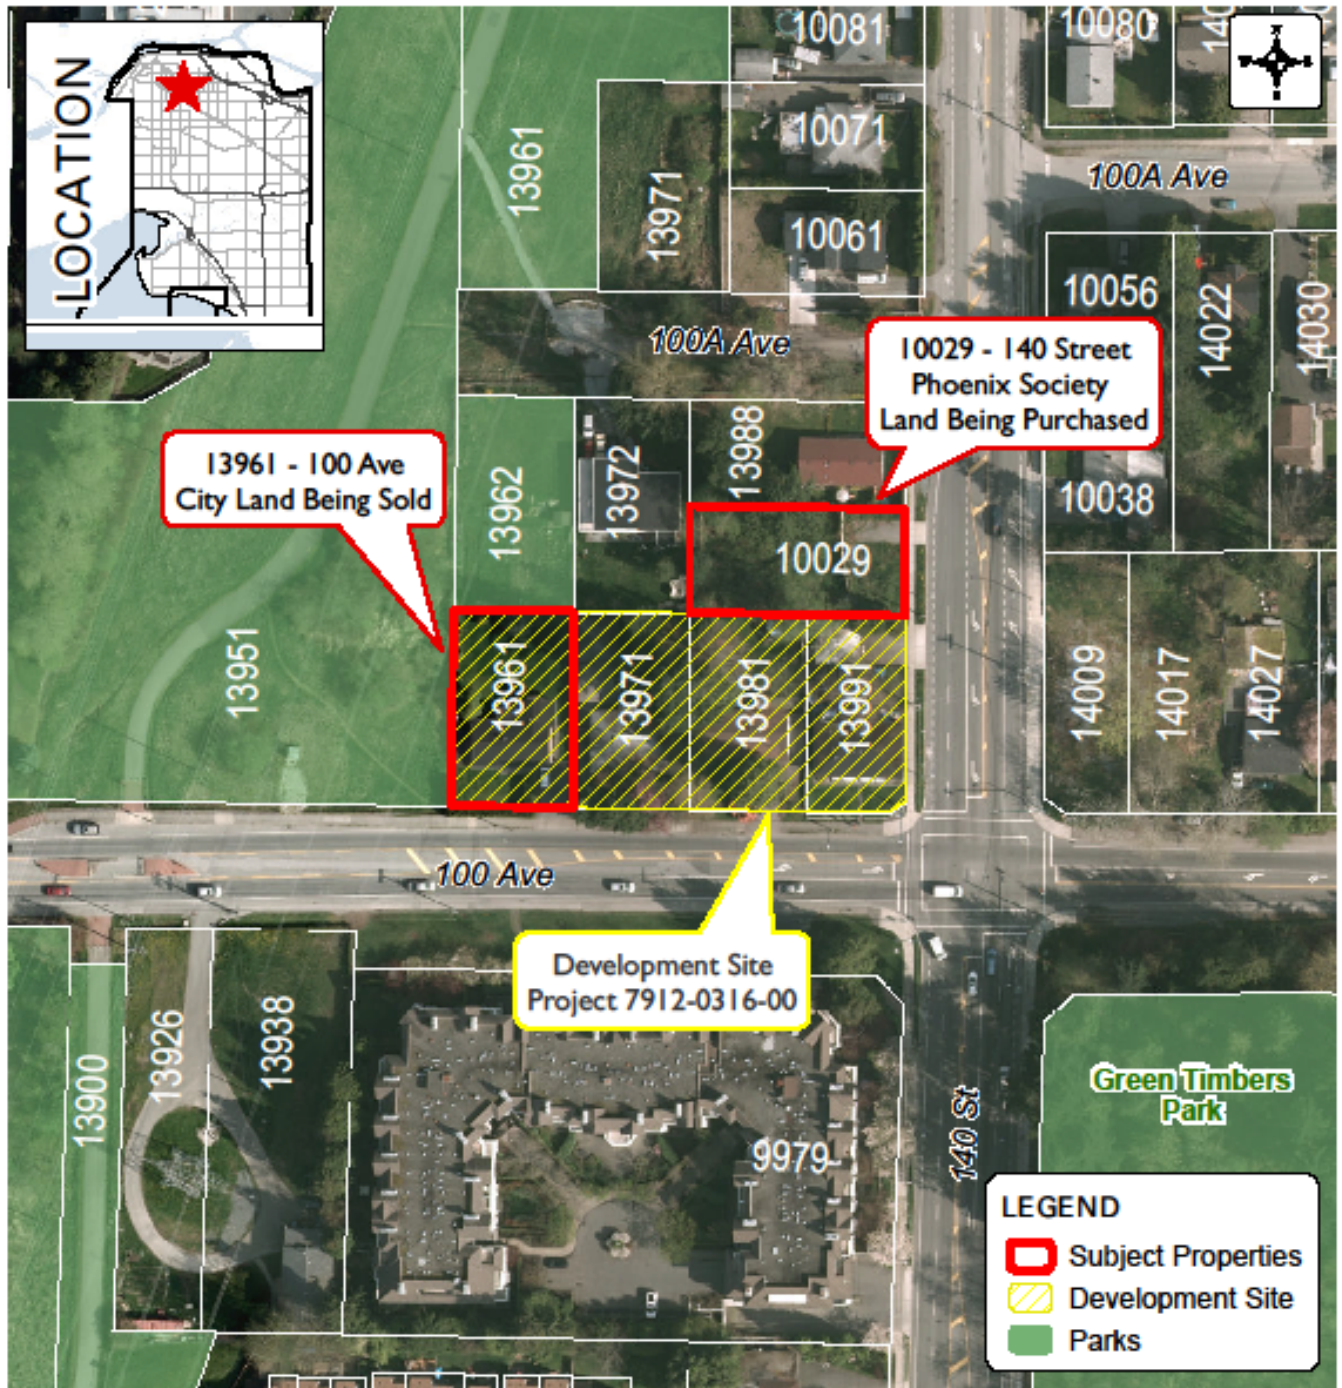 LOCATION
10081
10080
10071
13961
13971
10061
100A Ave
100A Ave
10056
14022
14030
10029 - 140 Street
Phoenix Society
Land Being Purchased
13961 - 100 Ave
City Land Being Sold
13962
13972
13988
10038
10029
13951
13961
13971
13981
13991
14009
14017
14027
100 Ave
Development Site
Project 7912-0316-00
13900
13926
13938
9979
140 St
Green Timbers
Park
LEGEND
Subject Properties
Development Site
Parks